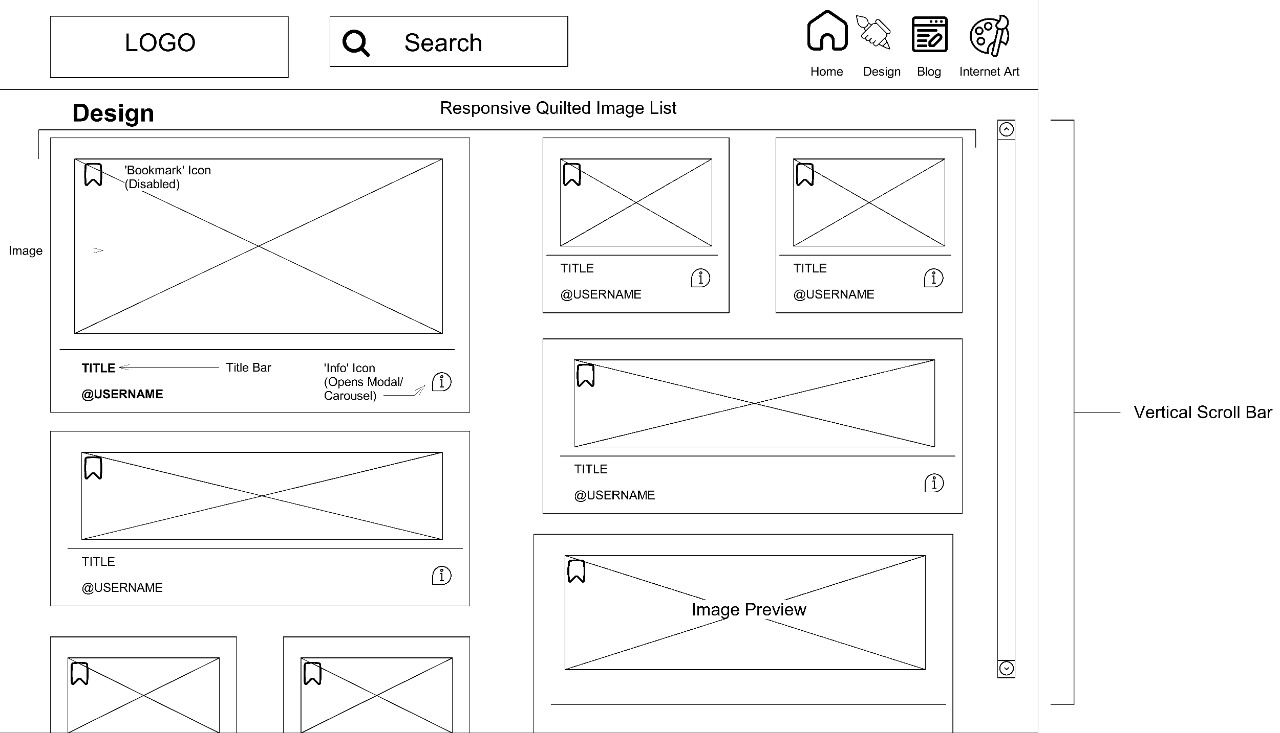 LOGO
Search
Home
Design
Blog
Internet Art
Design
Responsive Quilted Image List
'Bookmark' Icon
(Disabled)
Image
TITLE
Title Bar
@USERNAME
'Info' Icon
(Opens Modal/
Carousel)
TITLE
@USERNAME
TITLE
@USERNAME
TITLE
@USERNAME
TITLE
@USERNAME
Image Preview
Vertical Scroll Bar